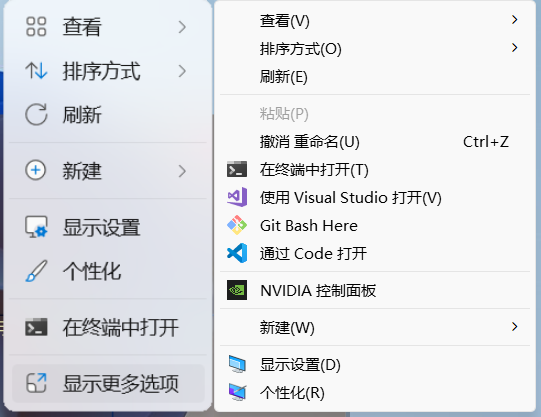 查看
排序方式
刷新
新建
显示设置
个性化
在终端中打开
显示更多选项
查看(V)
排序方式(O)
刷新(E)
粘贴(P)
撤消 重命名(U) Ctrl+Z
在终端中打开(T)
使用 Visual Studio 打开(V)
Git Bash Here
通过 Code 打开
NVIDIA 控制面板
新建(W)
显示设置(D)
个性化(R)